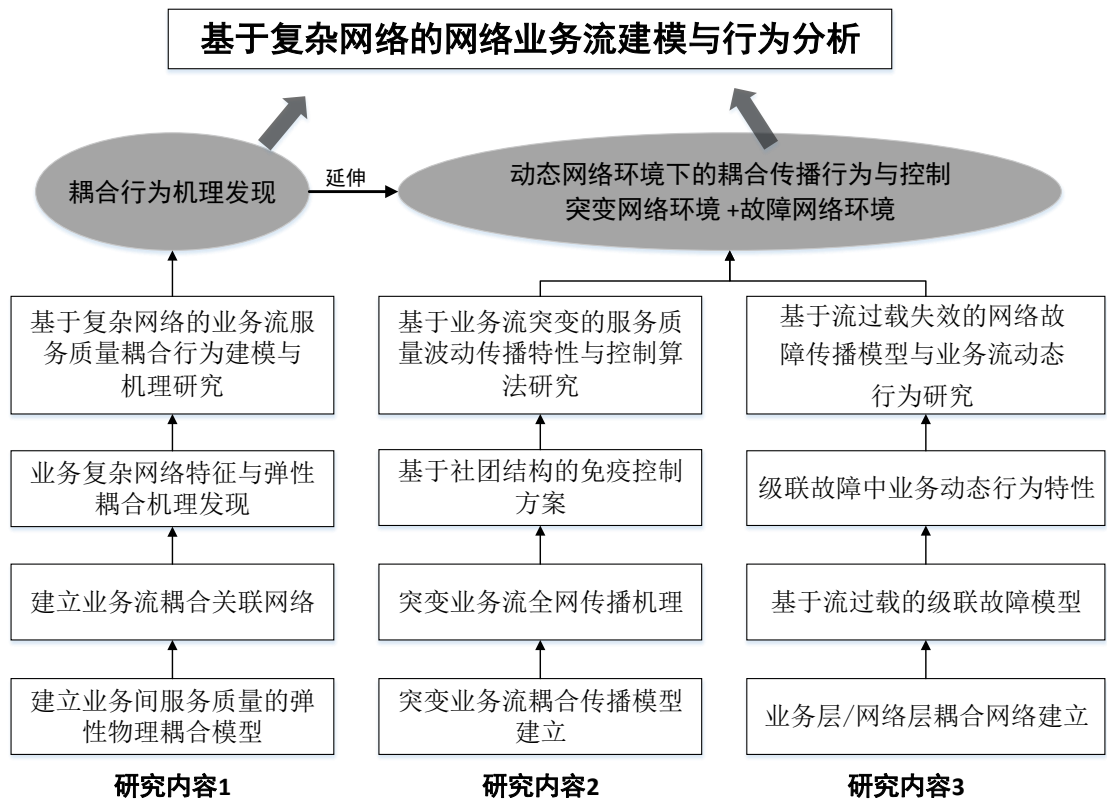 基于复杂网络的网络业务流建模与行为分析
耦合行为机理发现
延伸
动态网络环境下的耦合传播行为与控制
突变网络环境 +故障网络环境
基于复杂网络的业务流服
务质量耦合行为建模与
机理研究
业务复杂网络特征与弹性
耦合机理发现
建立业务流耦合关联网络
建立业务间服务质量的弹
性物理耦合模型
研究内容1
基于业务流突变的服务质
量波动传播特性与控制算
法研究
基于社团结构的免疫控制
方案
突变业务流全网传播机理
突变业务流耦合传播模型
建立
研究内容2
基于流过载失效的网络故
障传播模型与业务流动态
行为研究
级联故障中业务动态行为特性
基于流过载的级联故障模型
业务层/网络层耦合网络建立
研究内容3